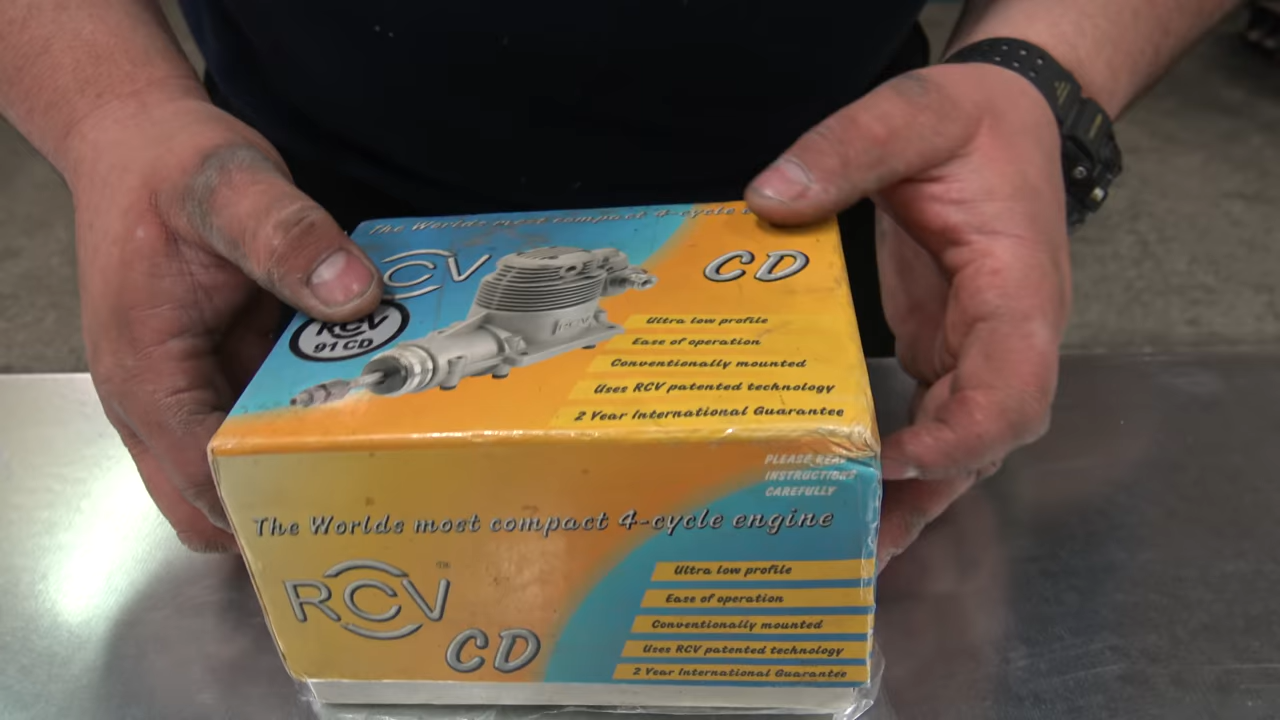 The Worlds most compact 4-cycle
RCV
CD
RCV
91 CD
RCV
Ultra low profile
Ease of operation
Conventionally mounted
Uses RCV patented technology
2 Year International Guarantee
PLEASE READ
INSTRUCTIONS
CAREFULLY
The Worlds most compact 4-cycle engine
RCV™
CD
Ultra low profile
Ease of operation
Conventionally mounted
Uses RCV patented technology
2 Year International Guarantee